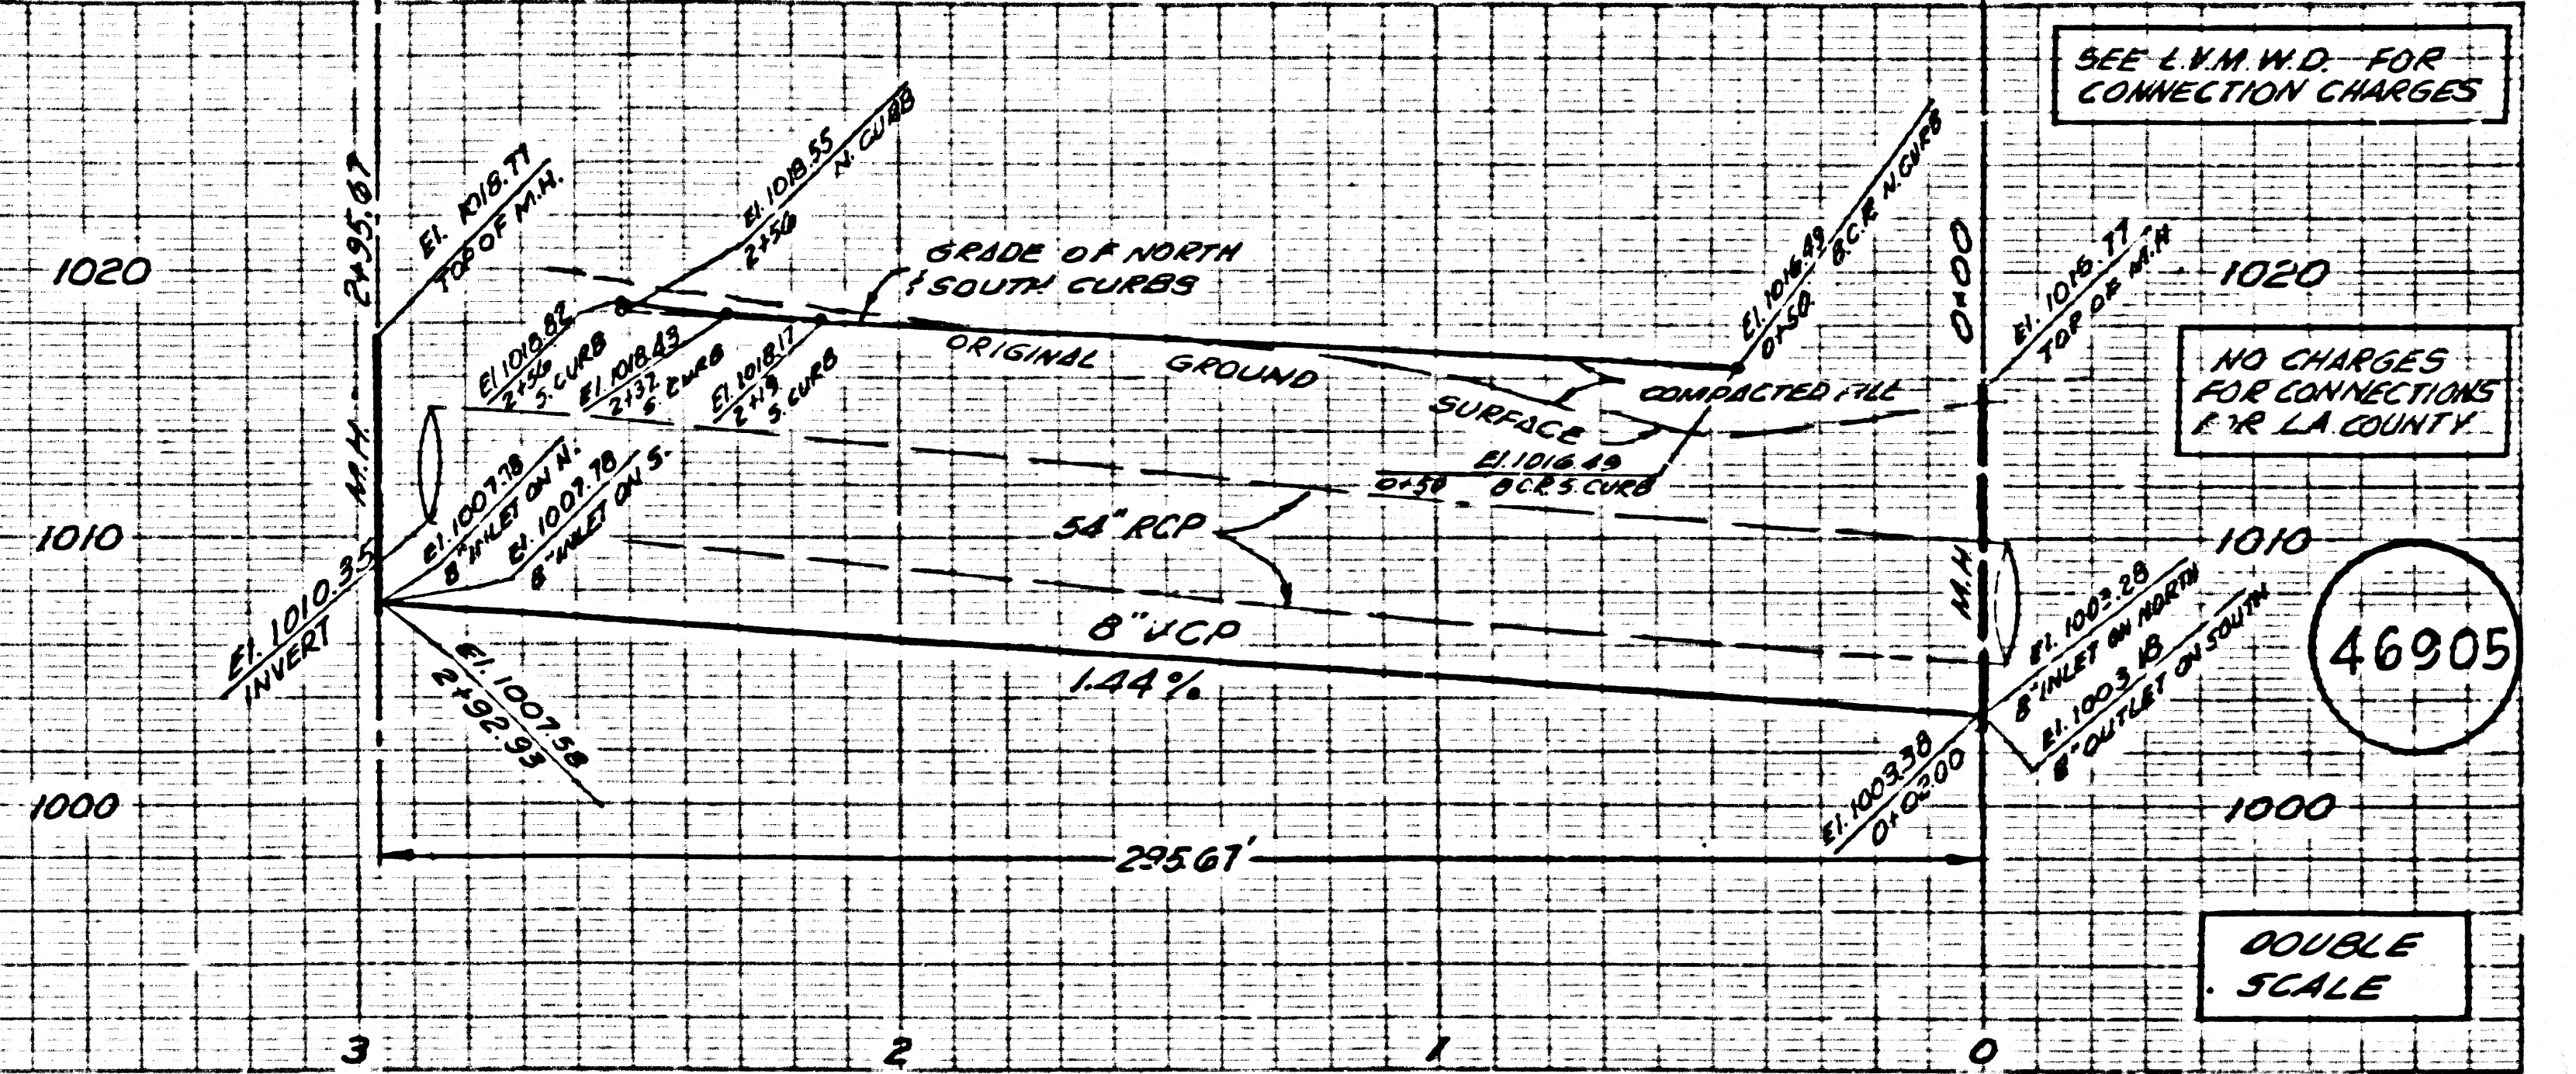 SEE L.V.M.W.D. FOR
CONNECTION CHARGES
2+95.67
M.H.
El. 1018.77
TOP OF M.H.
El. 1018.55
2+56
N. CURB
El. 1016.49
0+50
B.C.R. N. CURB
0+00
El. 1016.77
TOP OF M.H
1020
1020
GRADE OF NORTH
& SOUTH CURBS
El 1018.82
2+56
S. CURB
El. 1018.43
2+37
S. CURB
El. 1018.17
2+19
S. CURB
ORIGINAL GROUND
SURFACE
COMPACTED FILL
NO CHARGES
FOR CONNECTIONS
FOR L.A. COUNTY
El. 1016.49
0+50 B.C.R. S. CURB
El. 1007.78
8" INLET ON N.
El. 1007.78
8" INLET ON S.
54" RCP
1010
1010
M.H
El. 1010.35
INVERT
8" VCP
1.44%
El. 1003.28
8" INLET ON NORTH
El. 1003.18
8" OUTLET ON SOUTH
46905
El. 1007.58
2+92.93
El. 1003.38
0+02.00
1000
1000
295.67'
DOUBLE
SCALE
3 2 1 0